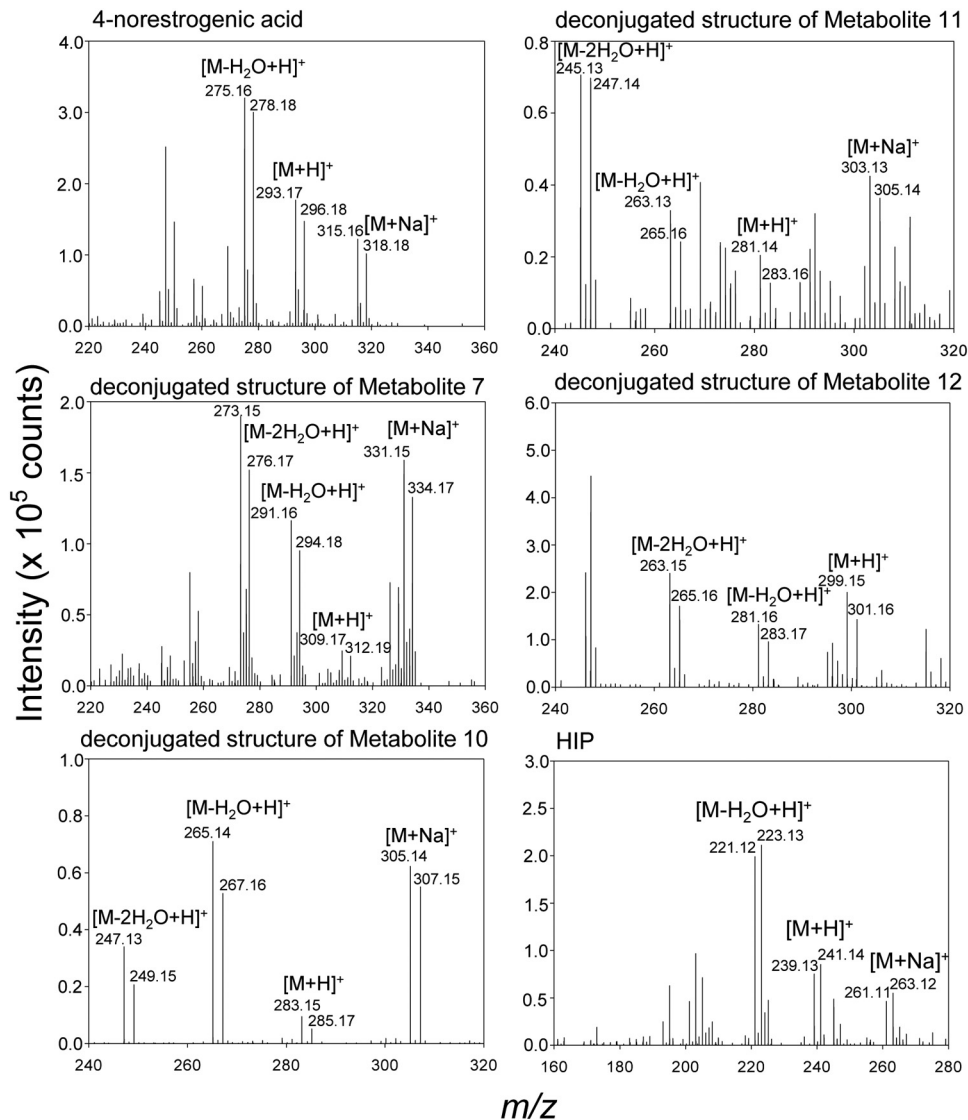 4-norestrogenic acid
4.0
3.0
2.0
1.0
0.0
[M-H₂O+H]⁺
275.16
278.18
[M+H]⁺
293.17
296.18
315.16
[M+Na]⁺
318.18
220 240 260 280 300 320 340 360
deconjugated structure of Metabolite 11
0.8
0.6
0.4
0.2
0.0
[M-2H₂O+H]⁺
245.13
247.14
[M-H₂O+H]⁺
263.13
265.16
[M+H]⁺
281.14
283.16
[M+Na]⁺
303.13
305.14
240 260 280 300 320
deconjugated structure of Metabolite 7
2.0
1.5
1.0
0.5
0.0
273.15
[M-2H₂O+H]⁺
276.17
[M-H₂O+H]⁺
291.16
294.18
[M+H]⁺
309.17
312.19
[M+Na]⁺
331.15
334.17
220 240 260 280 300 320 340 360
deconjugated structure of Metabolite 12
6.0
5.0
4.0
3.0
2.0
1.0
0.0
[M-2H₂O+H]⁺
263.15
265.16
[M-H₂O+H]⁺
281.16
283.17
[M+H]⁺
299.15
301.16
240 260 280 300 320
deconjugated structure of Metabolite 10
1.0
0.8
0.6
0.4
0.2
0.0
[M-2H₂O+H]⁺
247.13
249.15
[M-H₂O+H]⁺
265.14
267.16
[M+H]⁺
283.15
285.17
[M+Na]⁺
305.14
307.15
240 260 280 300 320
HIP
3.0
2.5
2.0
1.5
1.0
0.5
0.0
[M-H₂O+H]⁺
221.12
223.13
[M+H]⁺
239.13
241.14
[M+Na]⁺
261.11
263.12
160 180 200 220 240 260 280
Intensity (x 10⁵ counts)
m/z